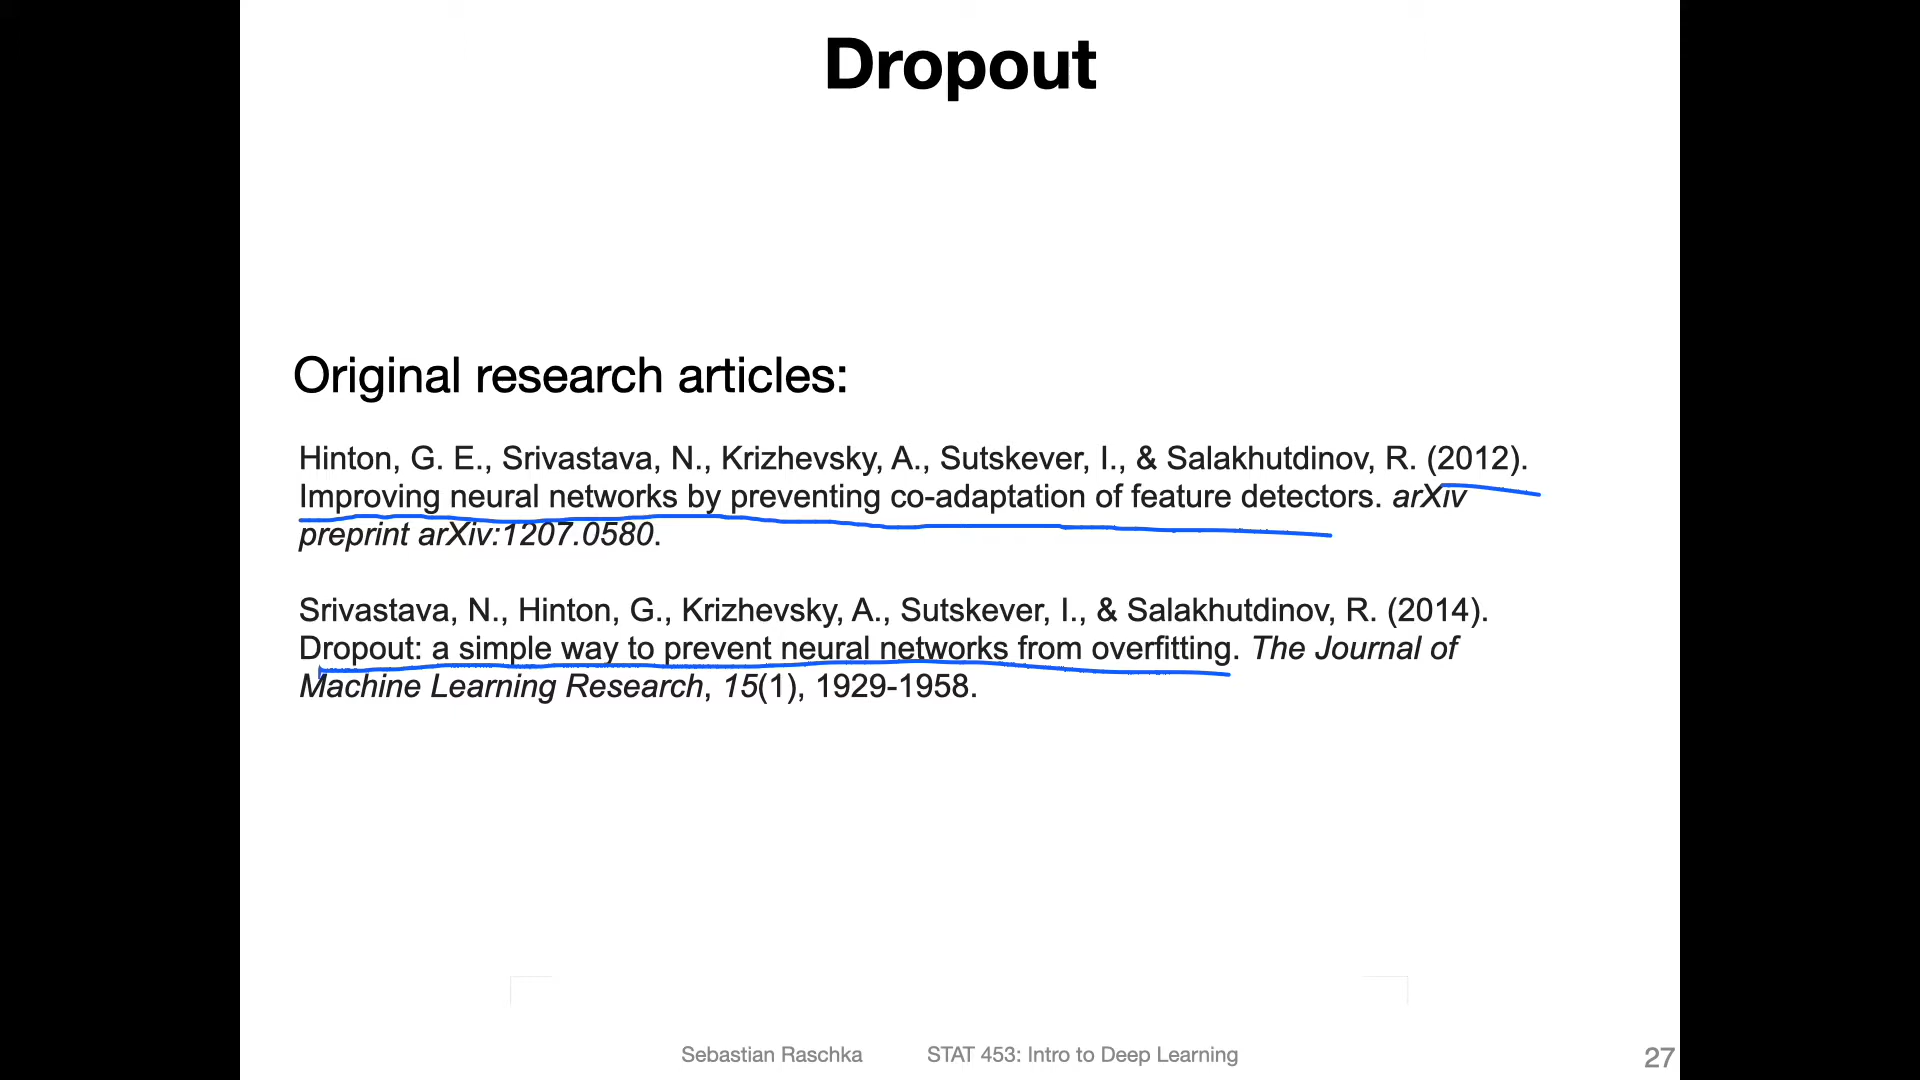 Dropout
Original research articles:
Hinton, G. E., Srivastava, N., Krizhevsky, A., Sutskever, I., & Salakhutdinov, R. (2012).
Improving neural networks by preventing co-adaptation of feature detectors. arXiv
preprint arXiv:1207.0580.
Srivastava, N., Hinton, G., Krizhevsky, A., Sutskever, I., & Salakhutdinov, R. (2014).
Dropout: a simple way to prevent neural networks from overfitting. The Journal of
Machine Learning Research, 15(1), 1929-1958.
Sebastian Raschka STAT 453: Intro to Deep Learning 27